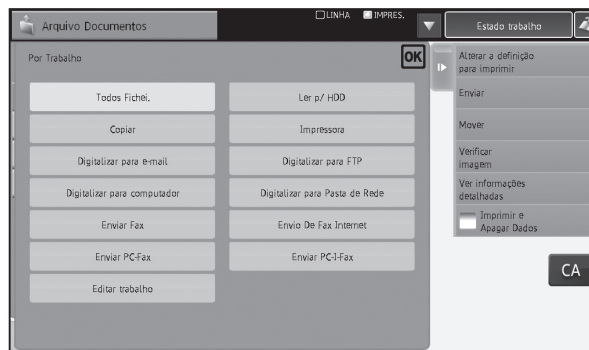 Arquivo Documentos
LINHA IMPRES.
Estado trabalho
Por Trabalho
OK
Todos Fichei.
Ler p/ HDD
Copiar
Impressora
Digitalizar para e-mail
Digitalizar para FTP
Digitalizar para computador
Digitalizar para Pasta de Rede
Enviar Fax
Envio De Fax Internet
Enviar PC-Fax
Enviar PC-I-Fax
Editar trabalho
Alterar a definição
para imprimir
Enviar
Mover
Verificar
imagem
Ver informações
detalhadas
Imprimir e
Apagar Dados
CA